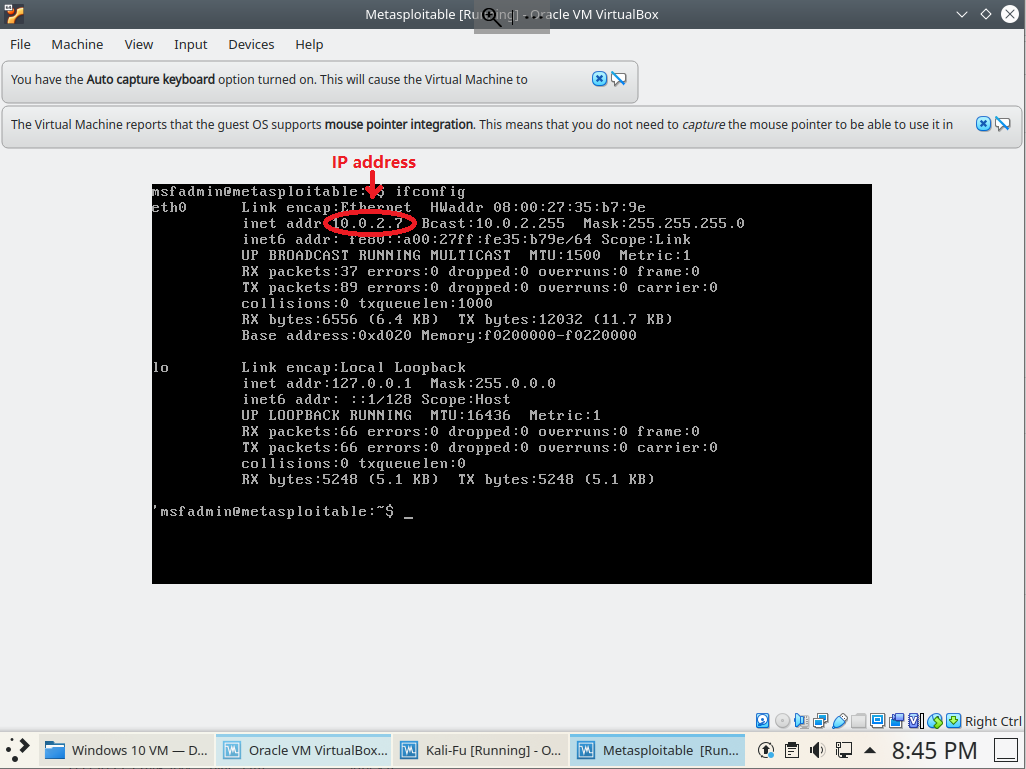 Metasploitable [Running] - Oracle VM VirtualBox
File Machine View Input Devices Help
You have the Auto capture keyboard option turned on. This will cause the Virtual Machine to
The Virtual Machine reports that the guest OS supports mouse pointer integration. This means that you do not need to capture the mouse pointer to be able to use it in
IP address
msfadmin@metasploitable:~$ ifconfig
eth0 Link encap:Ethernet HWaddr 08:00:27:35:b7:9e
inet addr:10.0.2.7 Bcast:10.0.2.255 Mask:255.255.255.0
inet6 addr: fe80::a00:27ff:fe35:b79e/64 Scope:Link
UP BROADCAST RUNNING MULTICAST MTU:1500 Metric:1
RX packets:37 errors:0 dropped:0 overruns:0 frame:0
TX packets:89 errors:0 dropped:0 overruns:0 carrier:0
collisions:0 txqueuelen:1000
RX bytes:6556 (6.4 KB) TX bytes:12032 (11.7 KB)
Base address:0xd020 Memory:f0200000-f0220000
lo Link encap:Local Loopback
inet addr:127.0.0.1 Mask:255.0.0.0
inet6 addr: ::1/128 Scope:Host
UP LOOPBACK RUNNING MTU:16436 Metric:1
RX packets:66 errors:0 dropped:0 overruns:0 frame:0
TX packets:66 errors:0 dropped:0 overruns:0 carrier:0
collisions:0 txqueuelen:0
RX bytes:5248 (5.1 KB) TX bytes:5248 (5.1 KB)
'msfadmin@metasploitable:~$ _
Right Ctrl
Windows 10 VM — D... Oracle VM VirtualBox... Kali-Fu [Running] - O... Metasploitable [Run... 8:45 PM